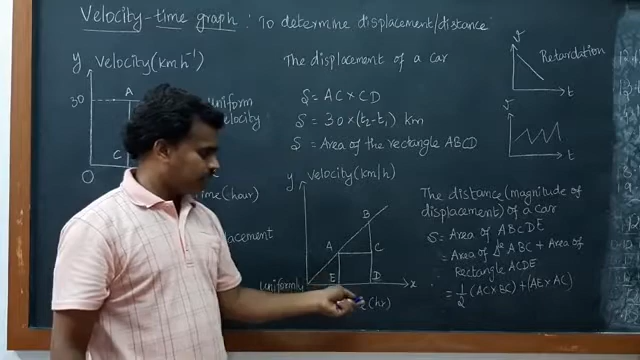 Velocity-time graph : To determine displacement/distance
y Velocity(kmh⁻¹)
30
A
uniform
velocity
C
O
time (hour)
placement
The displacement of a car
S = AC × CD
S = 30 × (t₂-t₁) km
S = Area of the rectangle ABCD
v
Retardation
t
v
t
y velocity(km/h)
B
A
C
E
D
x
uniformly
(hr)
The distance (magnitude of
displacement) of a car
S = Area of ABCDE
= Area of Δle ABC + Area of
Rectangle ACDE
= 1/2 (AC×BC) + (AE×AC)